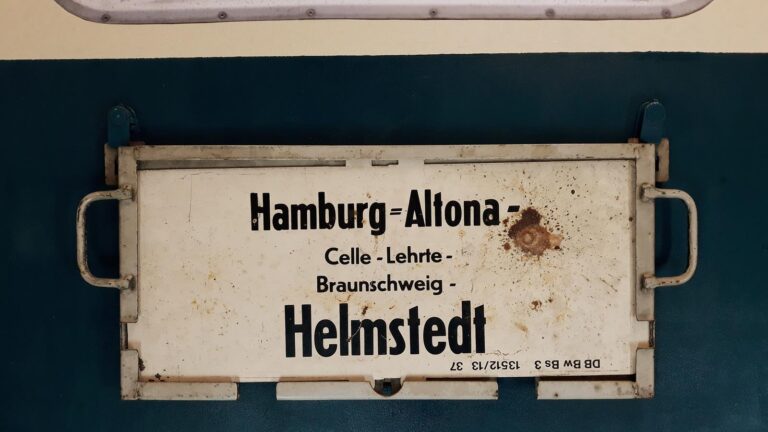 Hamburg=Altona-
Celle - Lehrte -
Braunschweig -
Helmstedt
DB Bw Bs 3 13512/13 37